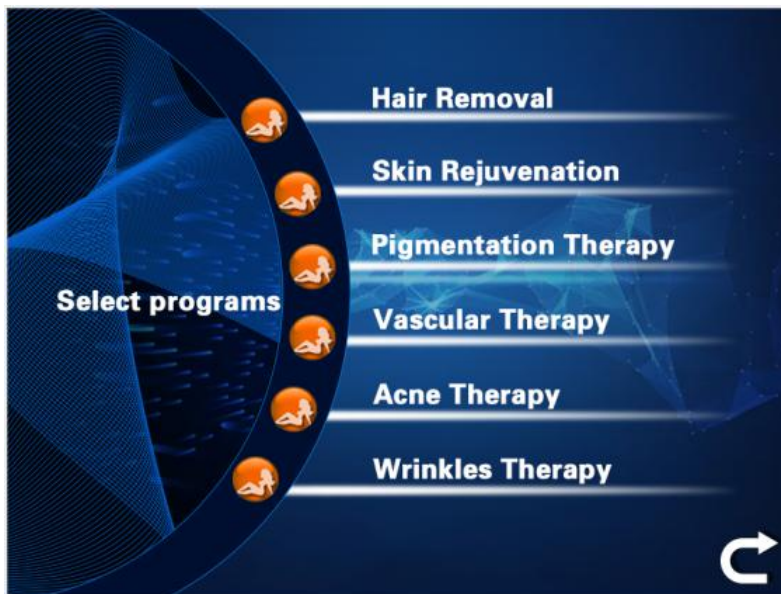 Hair Removal
Skin Rejuvenation
Pigmentation Therapy
Select programs
Vascular Therapy
Acne Therapy
Wrinkles Therapy